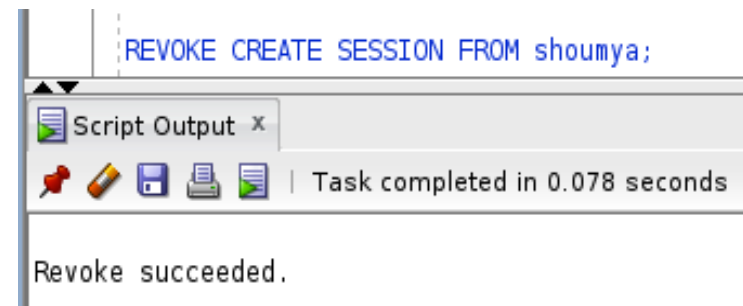 REVOKE CREATE SESSION FROM shoumya;
Script Output x
Task completed in 0.078 seconds
Revoke succeeded.